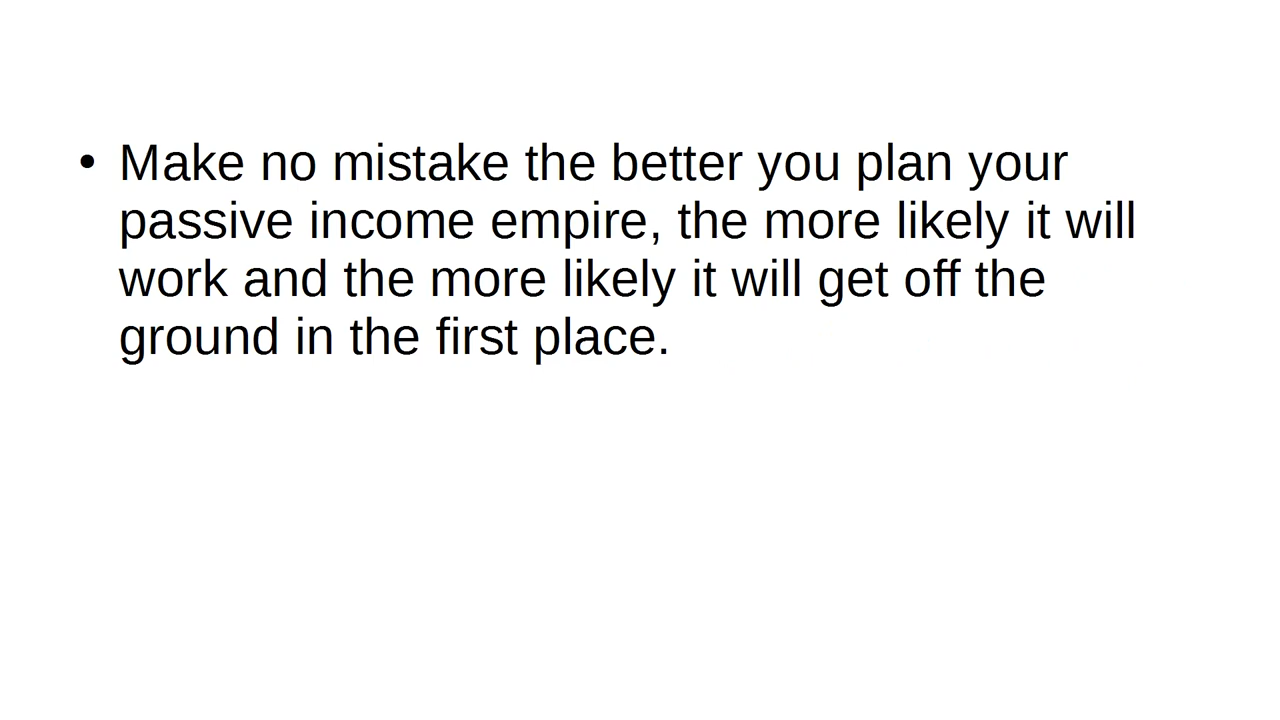 • Make no mistake the better you plan your
passive income empire, the more likely it will
work and the more likely it will get off the
ground in the first place.